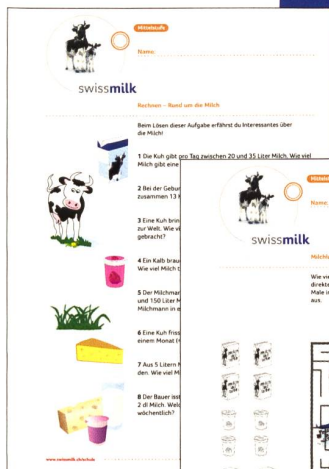 Mittelstufe
Name:
swissmilk
Rechnen – Rund um die Milch
Beim Lösen dieser Aufgabe erfährst du Interessantes über
die Milch!
1 Die Kuh gibt pro Tag zwischen 20 und 35 Liter Milch. Wie viel
Milch gibt eine
2 Bei der Gebur
zusammen 13 K
3 Eine Kuh brin
zur Welt. Wie vi
gebracht?
4 Ein Kalb brau
Wie viel Milch t
5 Der Milchmar
und 150 Liter M
Milchmann in e
6 Eine Kuh friss
einem Monat (
7 Aus 5 Litern M
den. Wie viel M
8 Der Bauer isst
2 dl Milch. Welc
wöchentlich?
www.swissmilk.ch/schule
Mittelst
Name:
swissmilk
Milchl
Wie vie
direkte
Male i
aus.